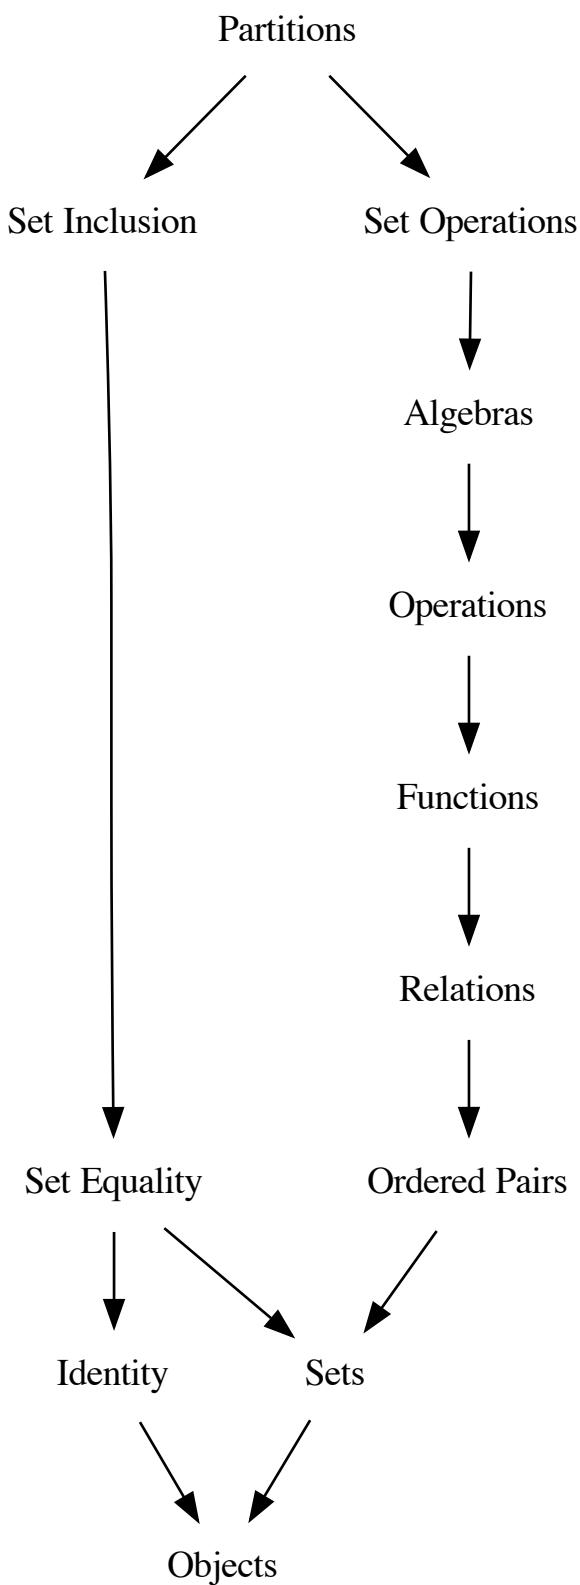 Partitions
Set Inclusion
Set Operations
Algebras
Operations
Functions
Relations
Set Equality
Ordered Pairs
Identity
Sets
Objects